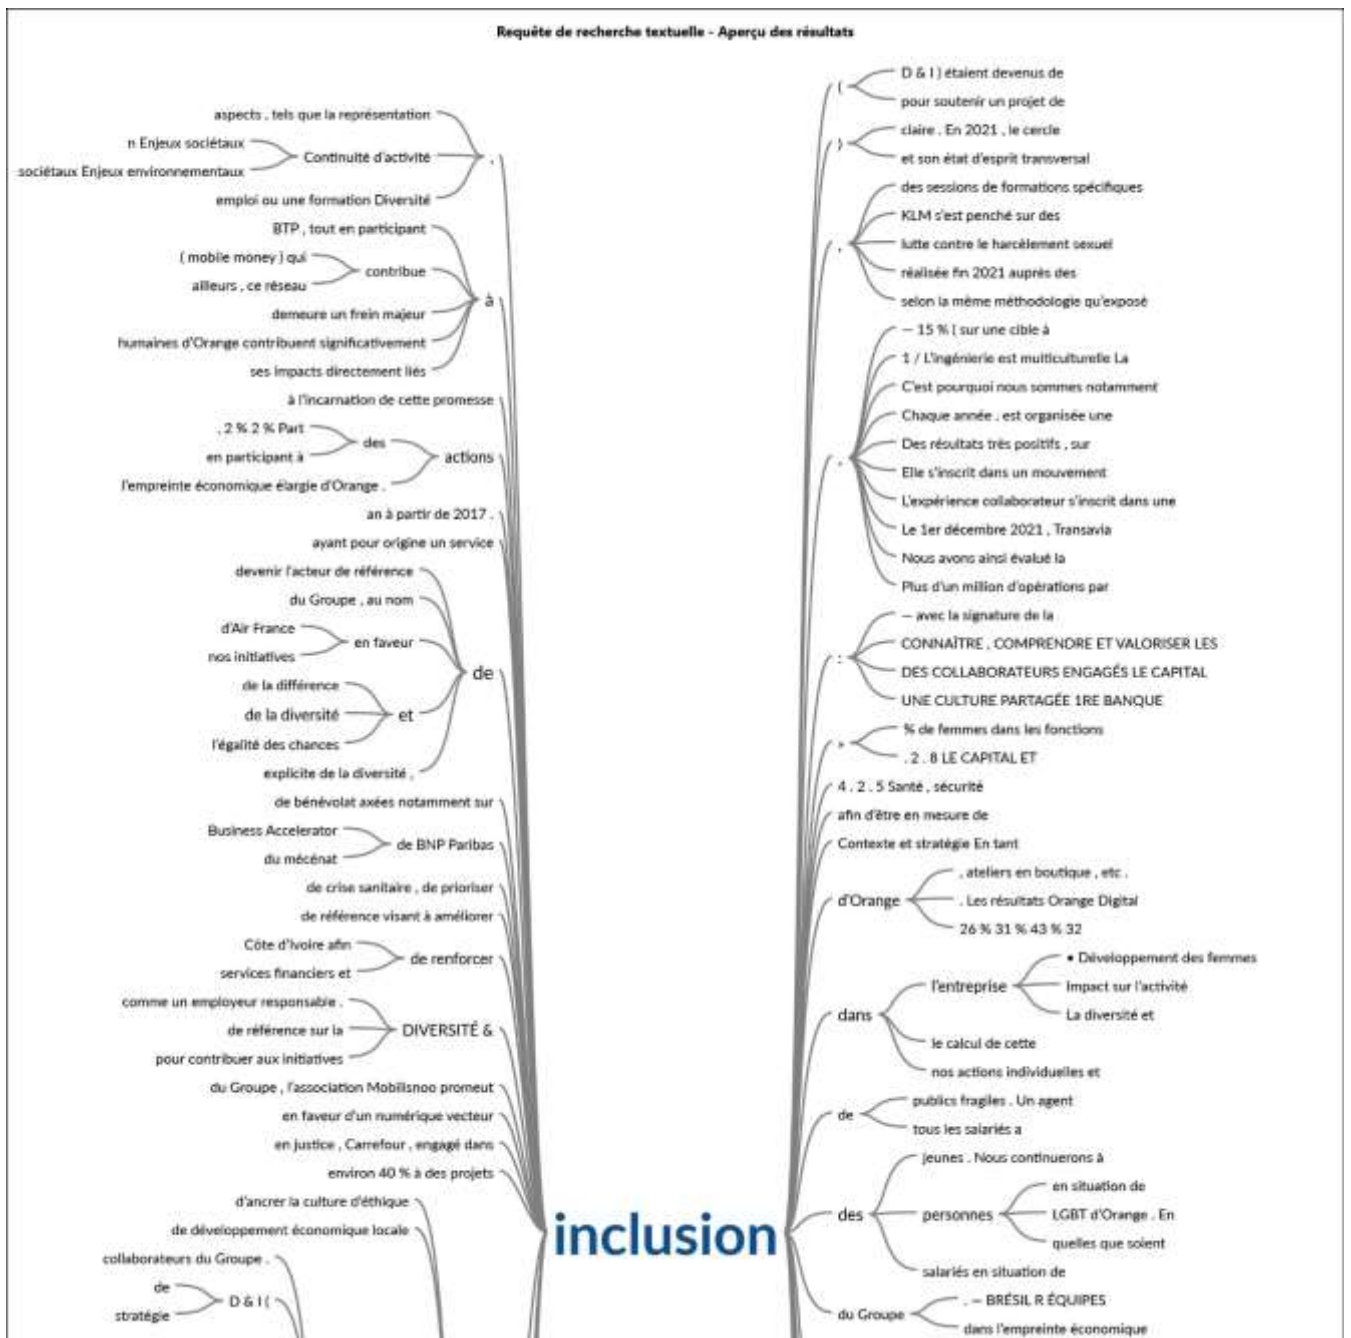 Requête de recherche textuelle - Aperçu des résultats
aspects , tels que la représentation
n Enjeux sociétaux
Continuité d'activité
sociétaux Enjeux environnementaux
emploi ou une formation Diversité
,
BTP , tout en participant
( mobile money ) qui
contribue
ailleurs , ce réseau
à
demeure un frein majeur
humaines d'Orange contribuent significativement
ses impacts directement liés
à l'incarnation de cette promesse
, 2 % 2 % Part
des
en participant à
actions
l'empreinte économique élargie d'Orange .
an à partir de 2017 .
ayant pour origine un service
devenir l'acteur de référence
du Groupe , au nom
d'Air France
en faveur
nos initiatives
de
de la différence
de la diversité
et
l'égalité des chances
explicite de la diversité ,
de bénévolat axées notamment sur
Business Accelerator
de BNP Paribas
du mécénat
de crise sanitaire , de prioriser
de référence visant à améliorer
Côte d'Ivoire afin
de renforcer
services financiers et
comme un employeur responsable .
de référence sur la
DIVERSITÉ &
pour contribuer aux initiatives
du Groupe , l'association Mobilisnoo promeut
en faveur d'un numérique vecteur
en justice , Carrefour , engagé dans
environ 40 % à des projets
d'ancrer la culture d'éthique
de développement économique locale
collaborateurs du Groupe .
de
D & I (
stratégie
inclusion
(
D & I ) étaient devenus de
pour soutenir un projet de
)
claire . En 2021 , le cercle
et son état d'esprit transversal
,
des sessions de formations spécifiques
KLM s'est penché sur des
lutte contre le harcèlement sexuel
réalisée fin 2021 auprès des
selon la même méthodologie qu'exposé
.
— 15 % ( sur une cible à
1 / L'ingénierie est multiculturelle La
C'est pourquoi nous sommes notamment
Chaque année , est organisée une
Des résultats très positifs , sur
Elle s'inscrit dans un mouvement
L'expérience collaborateur s'inscrit dans une
Le 1er décembre 2021 , Transavia
Nous avons ainsi évalué la
Plus d'un million d'opérations par
:
— avec la signature de la
CONNAÎTRE , COMPRENDRE ET VALORISER LES
DES COLLABORATEURS ENGAGÉS LE CAPITAL
UNE CULTURE PARTAGÉE 1RE BANQUE
»
% de femmes dans les fonctions
. 2 . 8 LE CAPITAL ET
4 . 2 . 5 Santé , sécurité
afin d'être en mesure de
Contexte et stratégie En tant
d'Orange
, ateliers en boutique , etc .
. Les résultats Orange Digital
26 % 31 % 43 % 32
dans
l'entreprise
• Développement des femmes
Impact sur l'activité
La diversité et
le calcul de cette
nos actions individuelles et
de
publics fragiles . Un agent
tous les salariés a
des
jeunes . Nous continuerons à
personnes
en situation de
LGBT d'Orange . En
quelles que soient
salariés en situation de
du Groupe
. — BRÉSIL R ÉQUIPES
dans l'empreinte économique